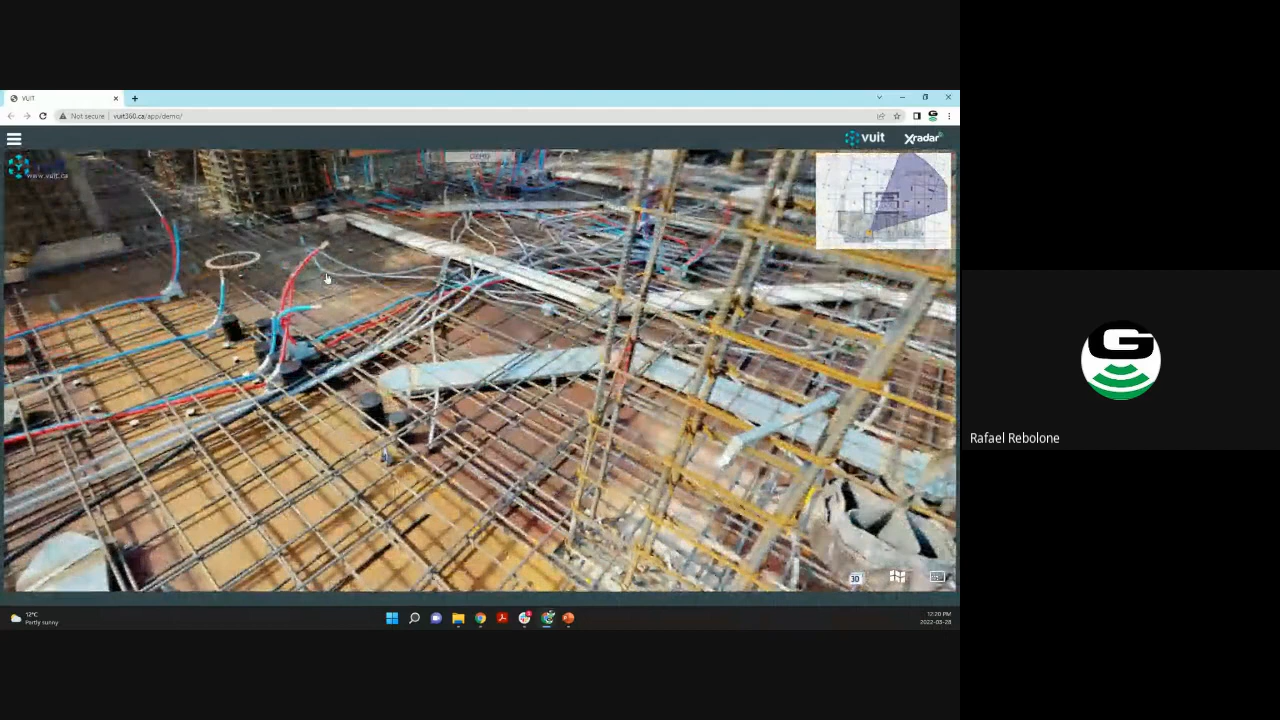 VUIT
Not secure
vuit360.ca/app/demo/
vuit
Xradar
DEMO
www.vuit.ca
Rafael Rebolone
3D
12°C
Partly sunny
12:20 PM
2022-03-28